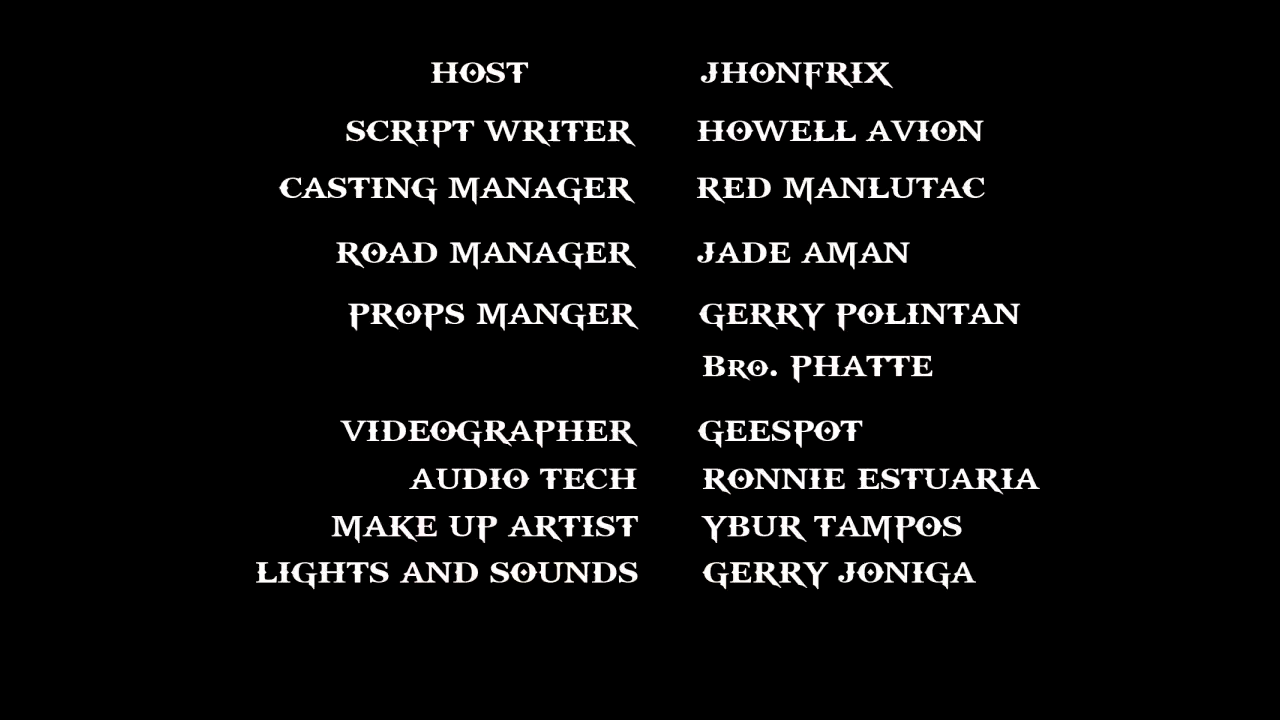 HOST JHONFRIX
SCRIPT WRITER HOWELL AVION
CASTING MANAGER RED MANLUTAC
ROAD MANAGER JADE AMAN
PROPS MANGER GERRY POLINTAN
Bro. PHATTE
VIDEOGRAPHER GEESPOT
AUDIO TECH RONNIE ESTUARIA
MAKE UP ARTIST YBUR TAMPOS
LIGHTS AND SOUNDS GERRY JONIGA